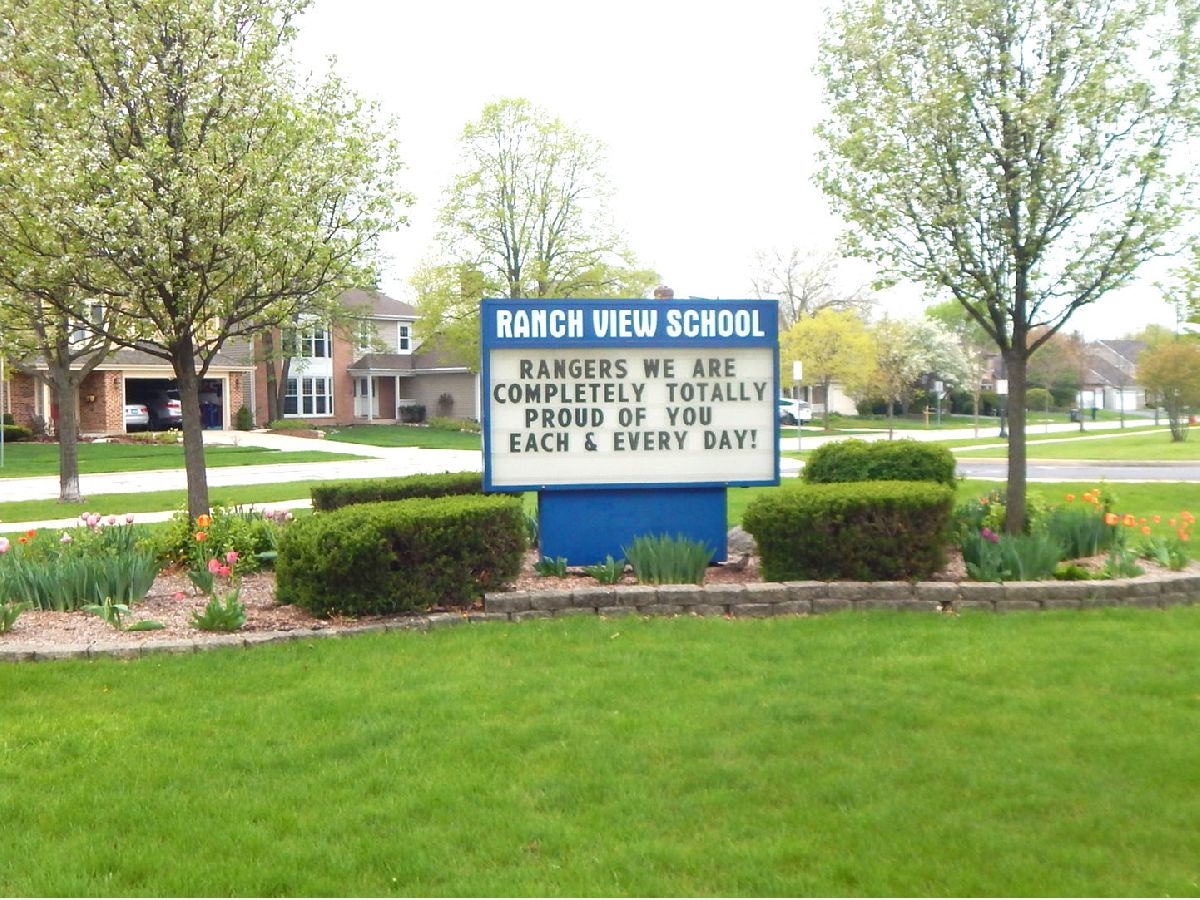 RANCH VIEW SCHOOL
RANGERS WE ARE
COMPLETELY TOTALLY
PROUD OF YOU
EACH & EVERY DAY!